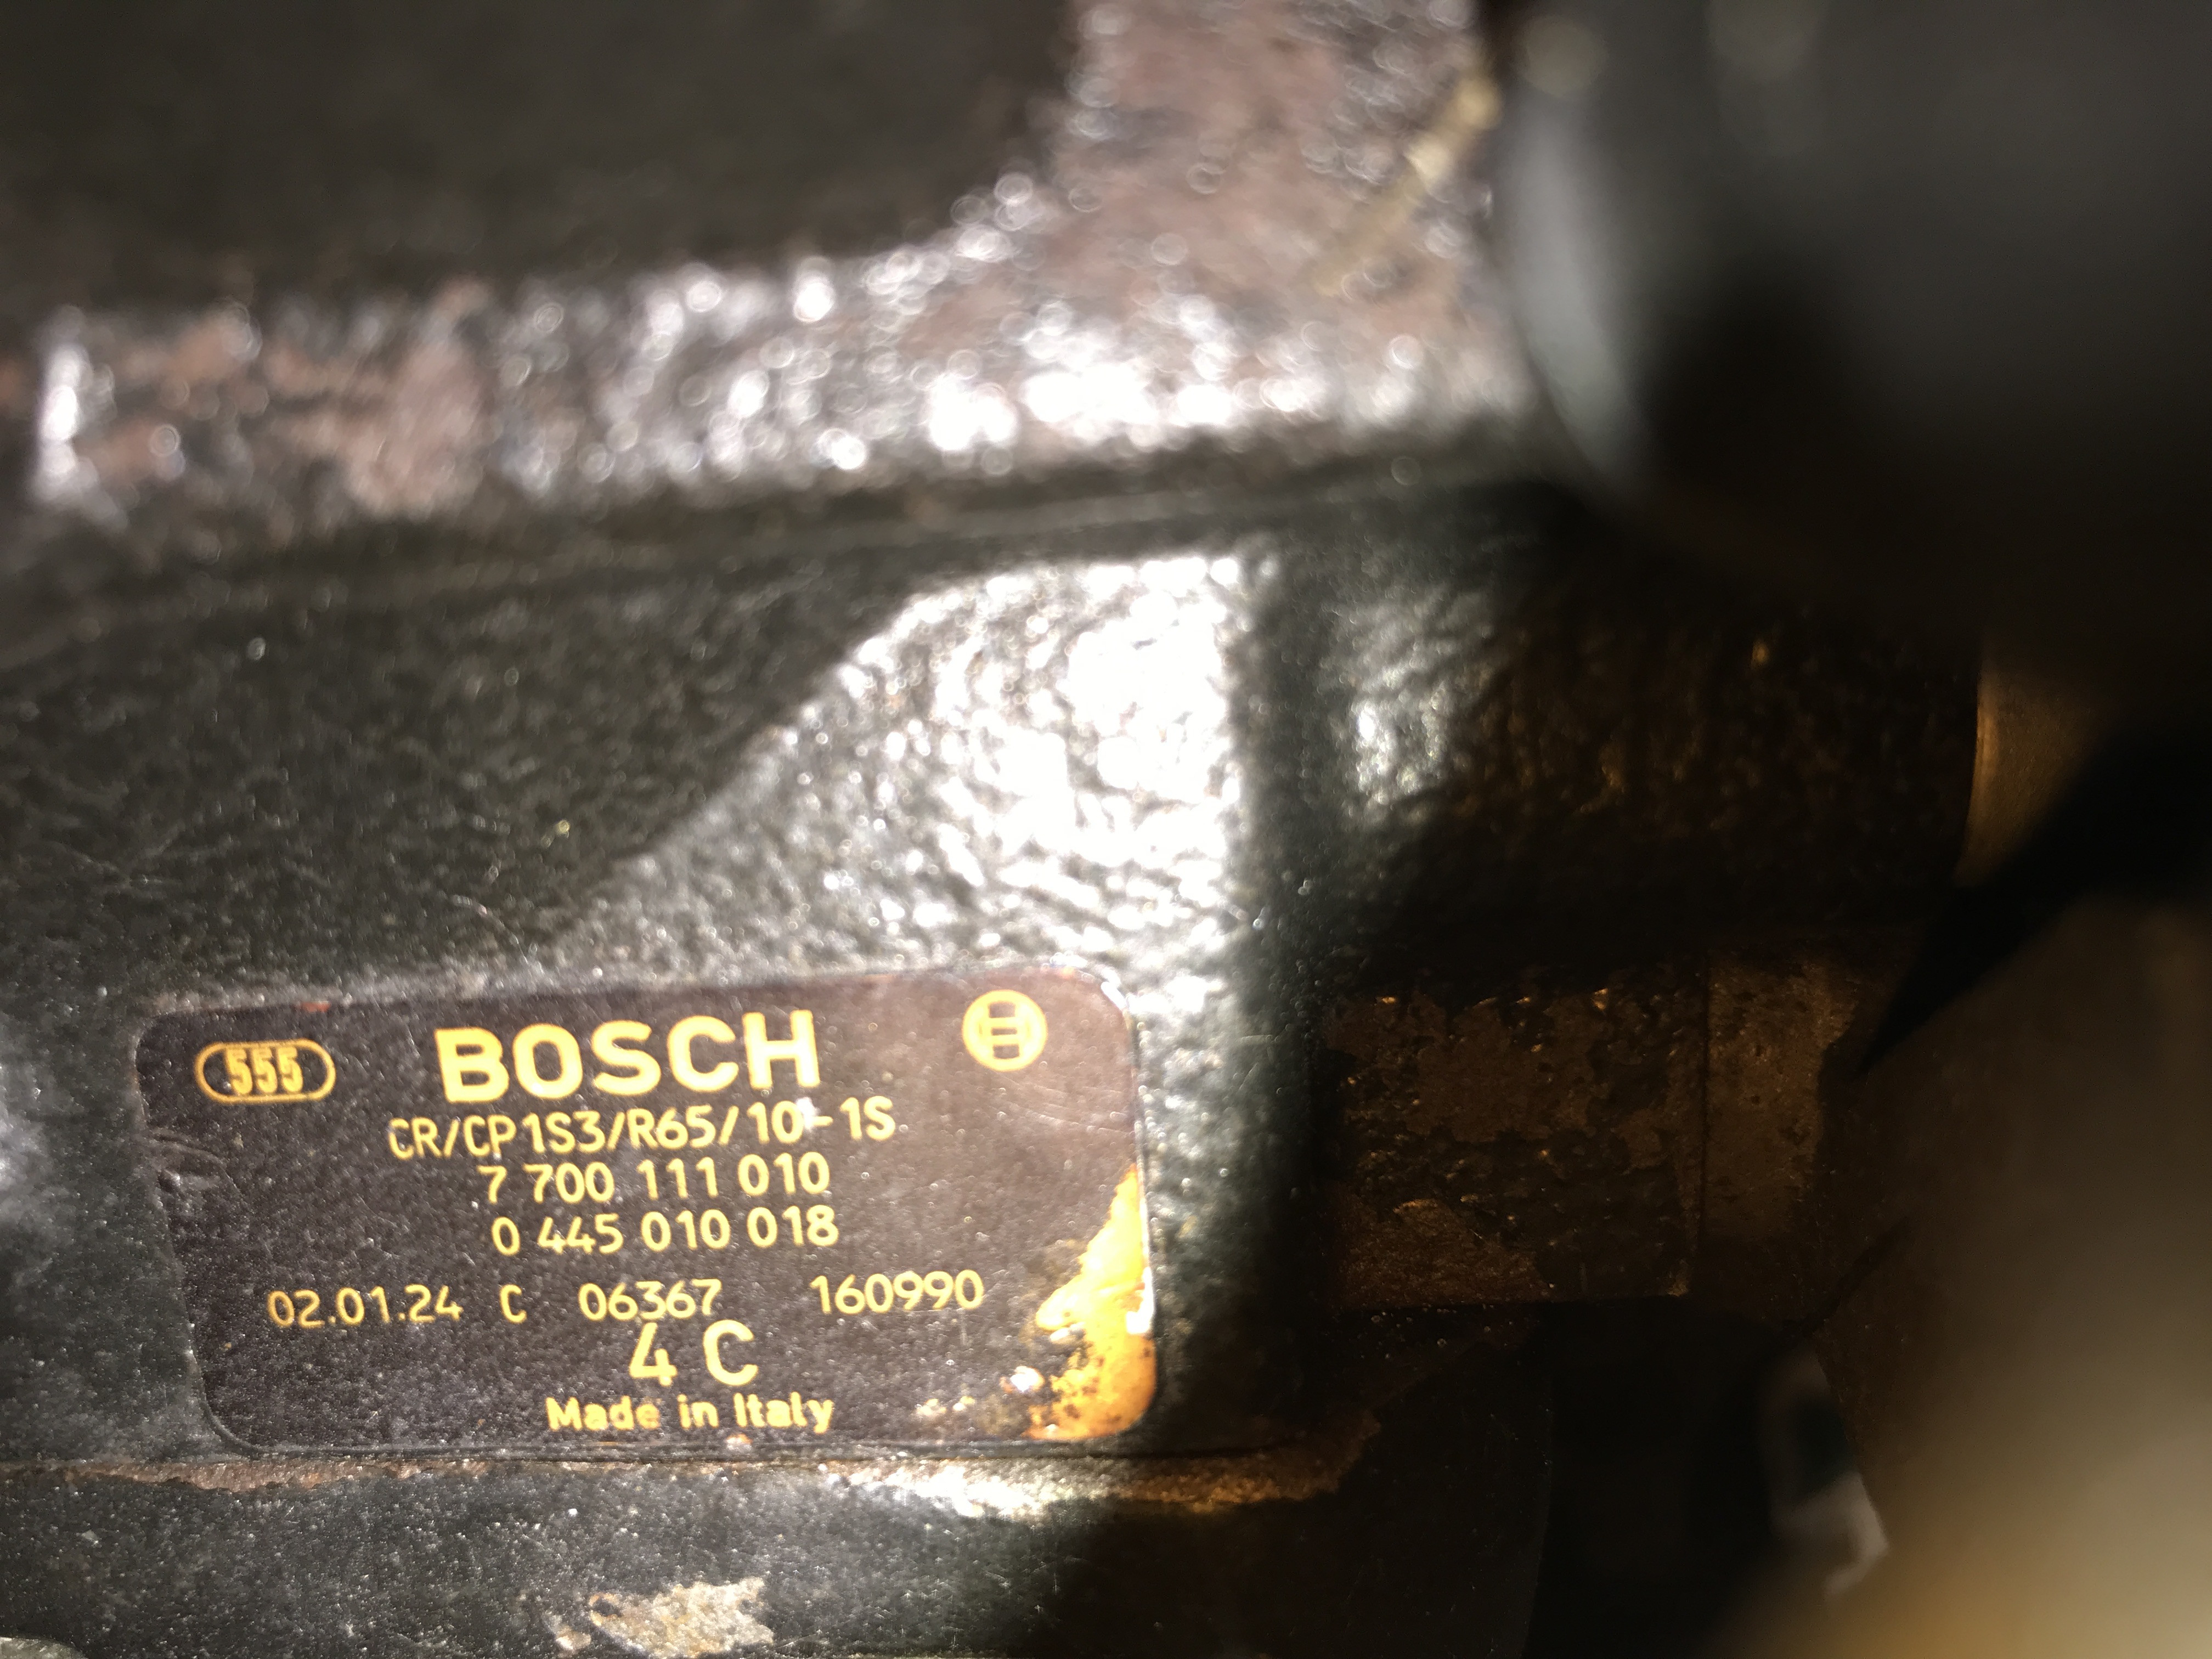 555 BOSCH
CR/CP1S3/R65/10-1S
7 700 111 010
0 445 010 018
02.01.24 C 06367 160990
4 C
Made in Italy